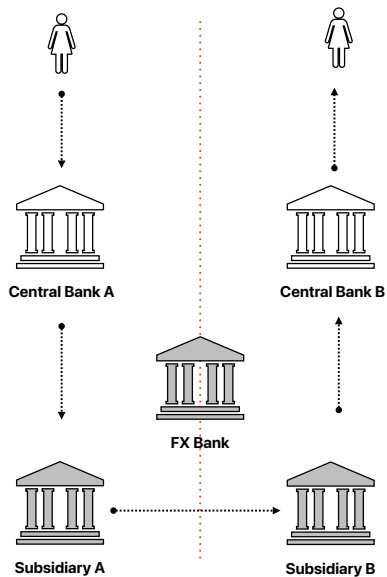 Central Bank A
Central Bank B
FX Bank
Subsidiary A
Subsidiary B